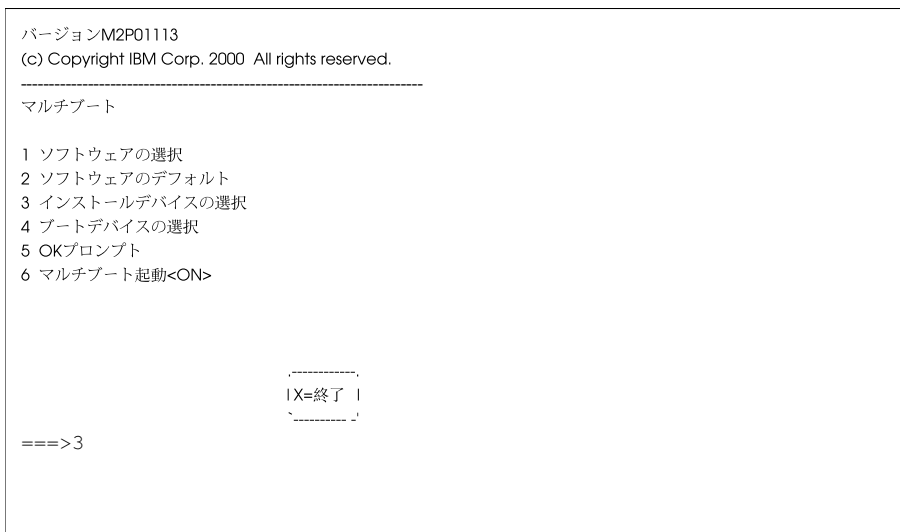 バージョンM2P01113
(c) Copyright IBM Corp. 2000  All rights reserved.
------------------------------------------------------------------------
マルチブート
1 ソフトウェアの選択
2 ソフトウェアのデフォルト
3 インストールデバイスの選択
4 ブートデバイスの選択
5 OKプロンプト
6 マルチブート起動<ON>
.------------.
|X=終了  |
`---------- -'
===>3